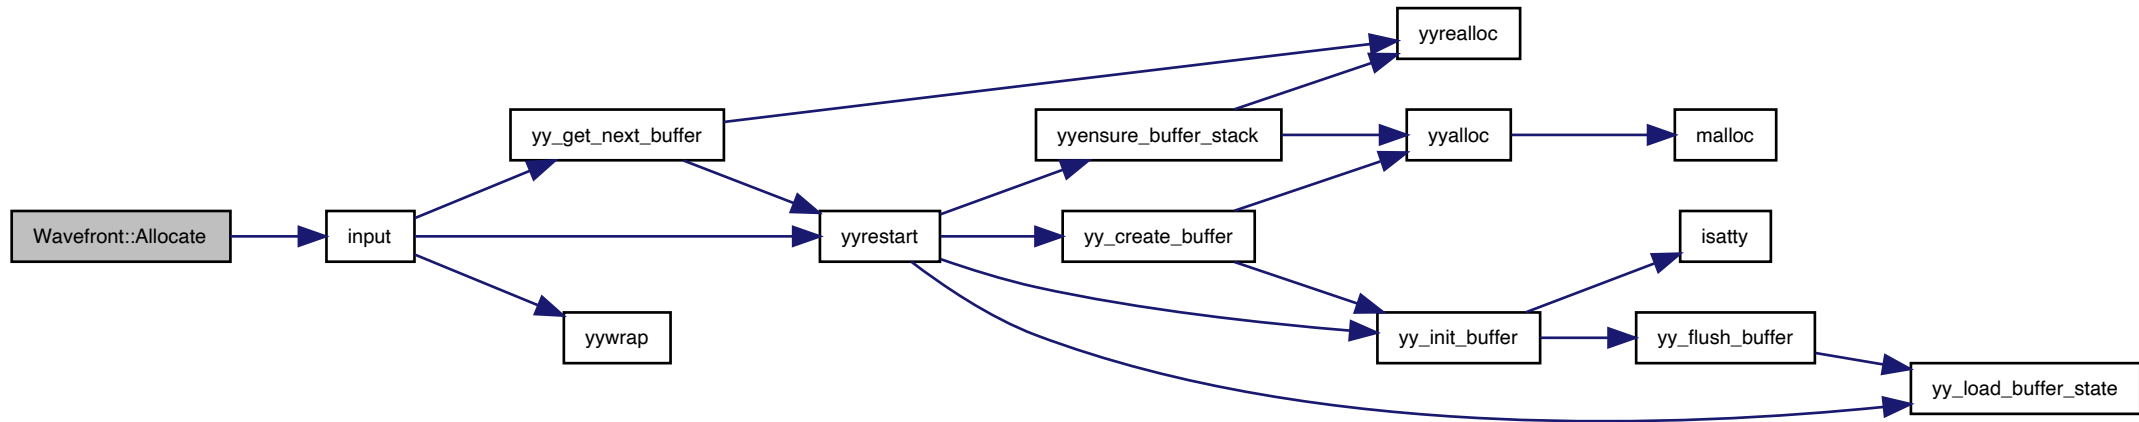 yyrealloc
yy_get_next_buffer
yyensure_buffer_stack
yyalloc
malloc
Wavefront::Allocate
input
yyrestart
yy_create_buffer
isatty
yywrap
yy_init_buffer
yy_flush_buffer
yy_load_buffer_state